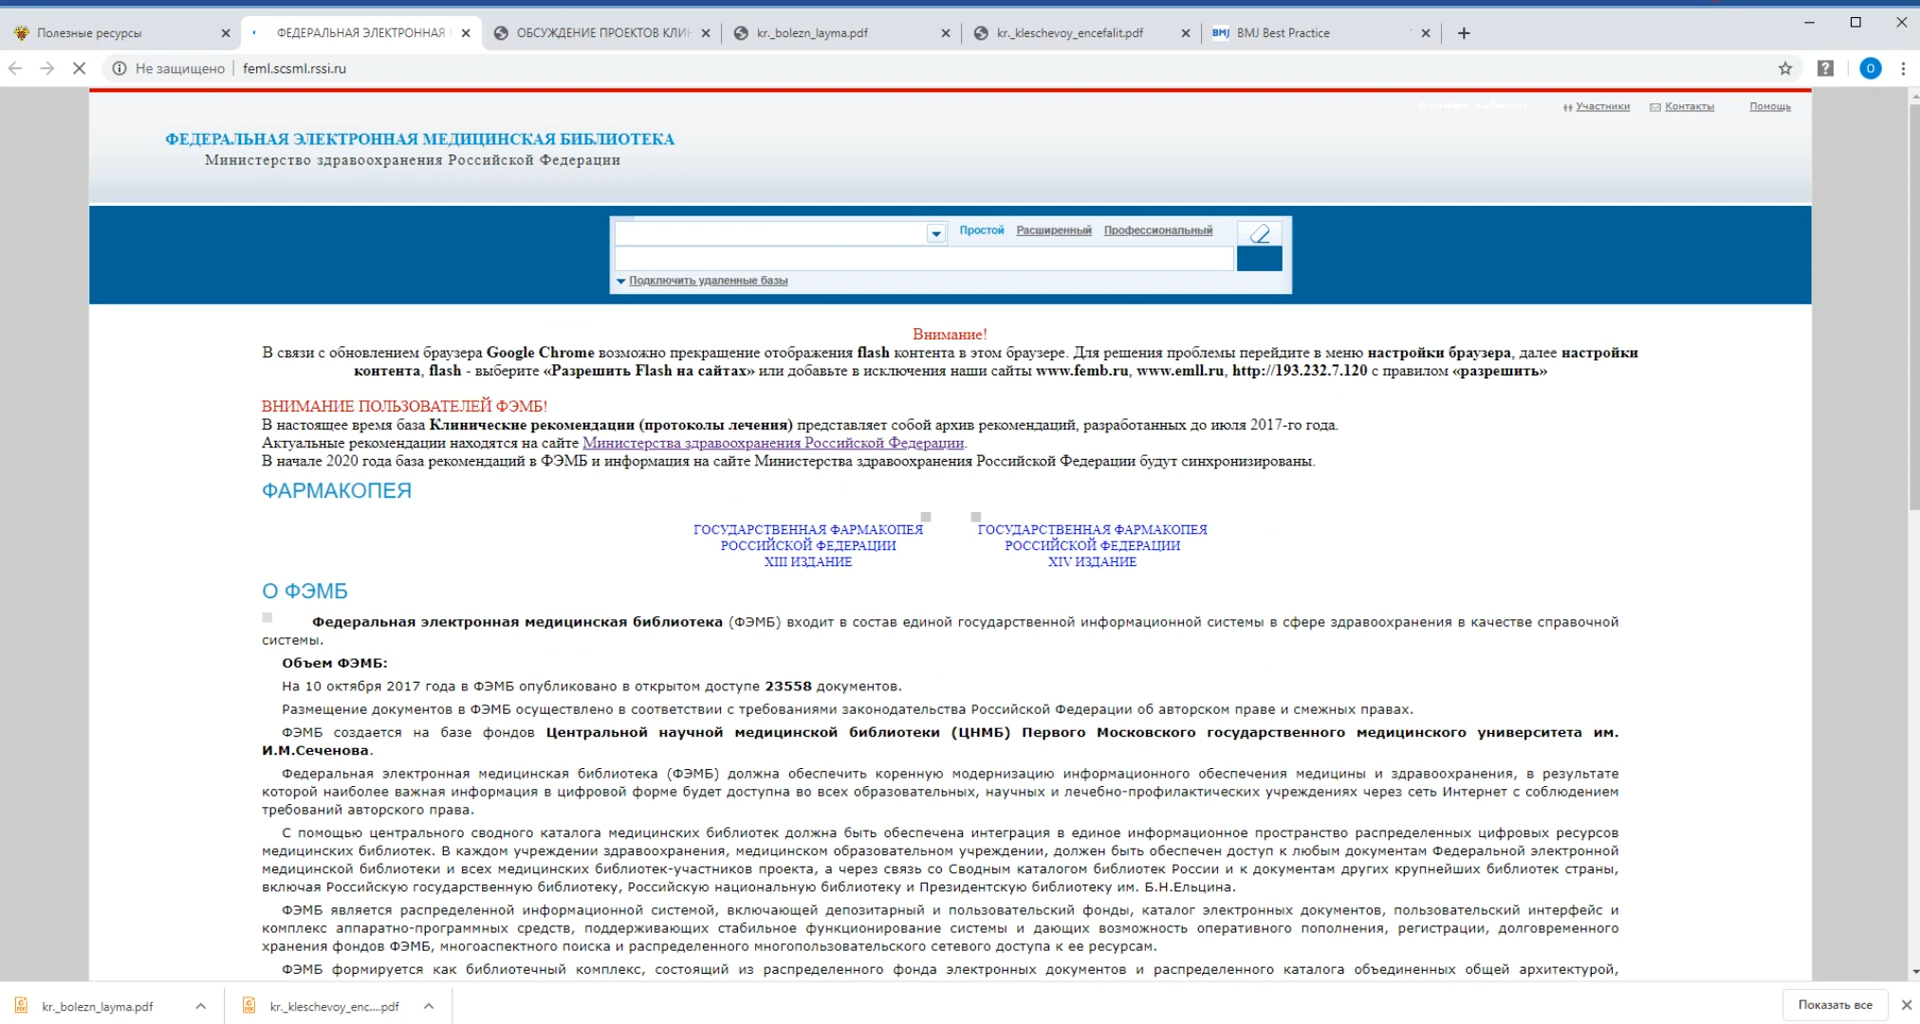 Полезные ресурсы
ФЕДЕРАЛЬНАЯ ЭЛЕКТРОННАЯ
ОБСУЖДЕНИЕ ПРОЕКТОВ КЛИН
kr._bolezn_layma.pdf
kr._kleschevoy_encefalit.pdf
BMJ BMJ Best Practice
Не защищено | feml.scsml.rssi.ru
О
Участники Контакты Помощь
ФЕДЕРАЛЬНАЯ ЭЛЕКТРОННАЯ МЕДИЦИНСКАЯ БИБЛИОТЕКА
Министерство здравоохранения Российской Федерации
Простой Расширенный Профессиональный
Подключить удаленные базы
Внимание!
В связи с обновлением браузера Google Chrome возможно прекращение отображения flash контента в этом браузере. Для решения проблемы перейдите в меню настройки браузера, далее настройки
контента, flash - выберите «Разрешить Flash на сайтах» или добавьте в исключения наши сайты www.femb.ru, www.emll.ru, http://193.232.7.120 с правилом «разрешить»
ВНИМАНИЕ ПОЛЬЗОВАТЕЛЕЙ ФЭМБ!
В настоящее время база Клинические рекомендации (протоколы лечения) представляет собой архив рекомендаций, разработанных до июля 2017-го года.
Актуальные рекомендации находятся на сайте Министерства здравоохранения Российской Федерации.
В начале 2020 года база рекомендаций в ФЭМБ и информация на сайте Министерства здравоохранения Российской Федерации будут синхронизированы.
ФАРМАКОПЕЯ
ГОСУДАРСТВЕННАЯ ФАРМАКОПЕЯ
РОССИЙСКОЙ ФЕДЕРАЦИИ
XIII ИЗДАНИЕ
ГОСУДАРСТВЕННАЯ ФАРМАКОПЕЯ
РОССИЙСКОЙ ФЕДЕРАЦИИ
XIV ИЗДАНИЕ
О ФЭМБ
Федеральная электронная медицинская библиотека (ФЭМБ) входит в состав единой государственной информационной системы в сфере здравоохранения в качестве справочной
системы.
Объем ФЭМБ:
На 10 октября 2017 года в ФЭМБ опубликовано в открытом доступе 23558 документов.
Размещение документов в ФЭМБ осуществлено в соответствии с требованиями законодательства Российской Федерации об авторском праве и смежных правах.
ФЭМБ создается на базе фондов Центральной научной медицинской библиотеки (ЦНМБ) Первого Московского государственного медицинского университета им.
И.М.Сеченова.
Федеральная электронная медицинская библиотека (ФЭМБ) должна обеспечить коренную модернизацию информационного обеспечения медицины и здравоохранения, в результате
которой наиболее важная информация в цифровой форме будет доступна во всех образовательных, научных и лечебно-профилактических учреждениях через сеть Интернет с соблюдением
требований авторского права.
С помощью центрального сводного каталога медицинских библиотек должна быть обеспечена интеграция в единое информационное пространство распределенных цифровых ресурсов
медицинских библиотек. В каждом учреждении здравоохранения, медицинском образовательном учреждении, должен быть обеспечен доступ к любым документам Федеральной электронной
медицинской библиотеки и всех медицинских библиотек-участников проекта, а через связь со Сводным каталогом библиотек России и к документам других крупнейших библиотек страны,
включая Российскую государственную библиотеку, Российскую национальную библиотеку и Президентскую библиотеку им. Б.Н.Ельцина.
ФЭМБ является распределенной информационной системой, включающей депозитарный и пользовательский фонды, каталог электронных документов, пользовательский интерфейс и
комплекс аппаратно-программных средств, поддерживающих стабильное функционирование системы и дающих возможность оперативного пополнения, регистрации, долговременного
хранения фондов ФЭМБ, многоаспектного поиска и распределенного многопользовательского сетевого доступа к ее ресурсам.
ФЭМБ формируется как библиотечный комплекс, состоящий из распределенного фонда электронных документов и распределенного каталога объединенных общей архитектурой,
kr._bolezn_layma.pdf
kr._kleschevoy_enc....pdf
Показать все